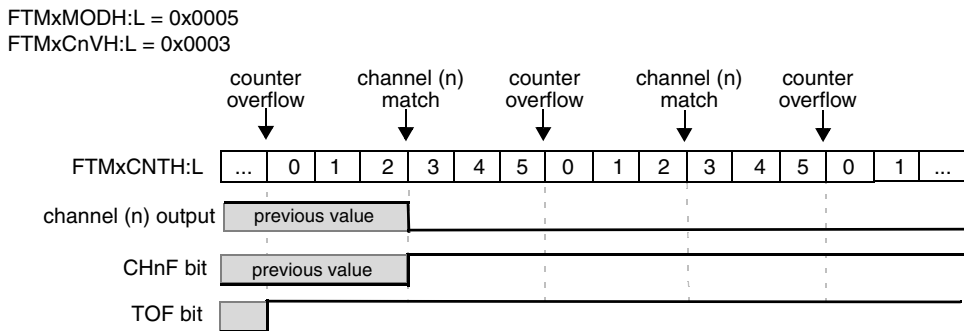 FTMxMODH:L = 0x0005
FTMxCnVH:L = 0x0003
counter overflow
channel (n) match
counter overflow
channel (n) match
counter overflow
FTMxCNTH:L ... 0 1 2 3 4 5 0 1 2 3 4 5 0 1 ...
channel (n) output previous value
CHnF bit previous value
TOF bit